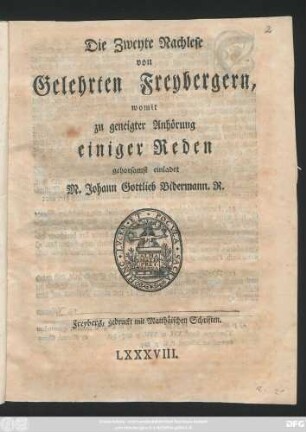 2
Die Zweyte Nachlese
von
Gelehrten Freybergern,
womit
zu geneigter Anhörung
einiger Reden
gehorsamst einladet
M. Johann Gottlieb Bidermann. R.
Freyberg, gedruckt mit Matthäischen Schriften.
LXXXVIII.